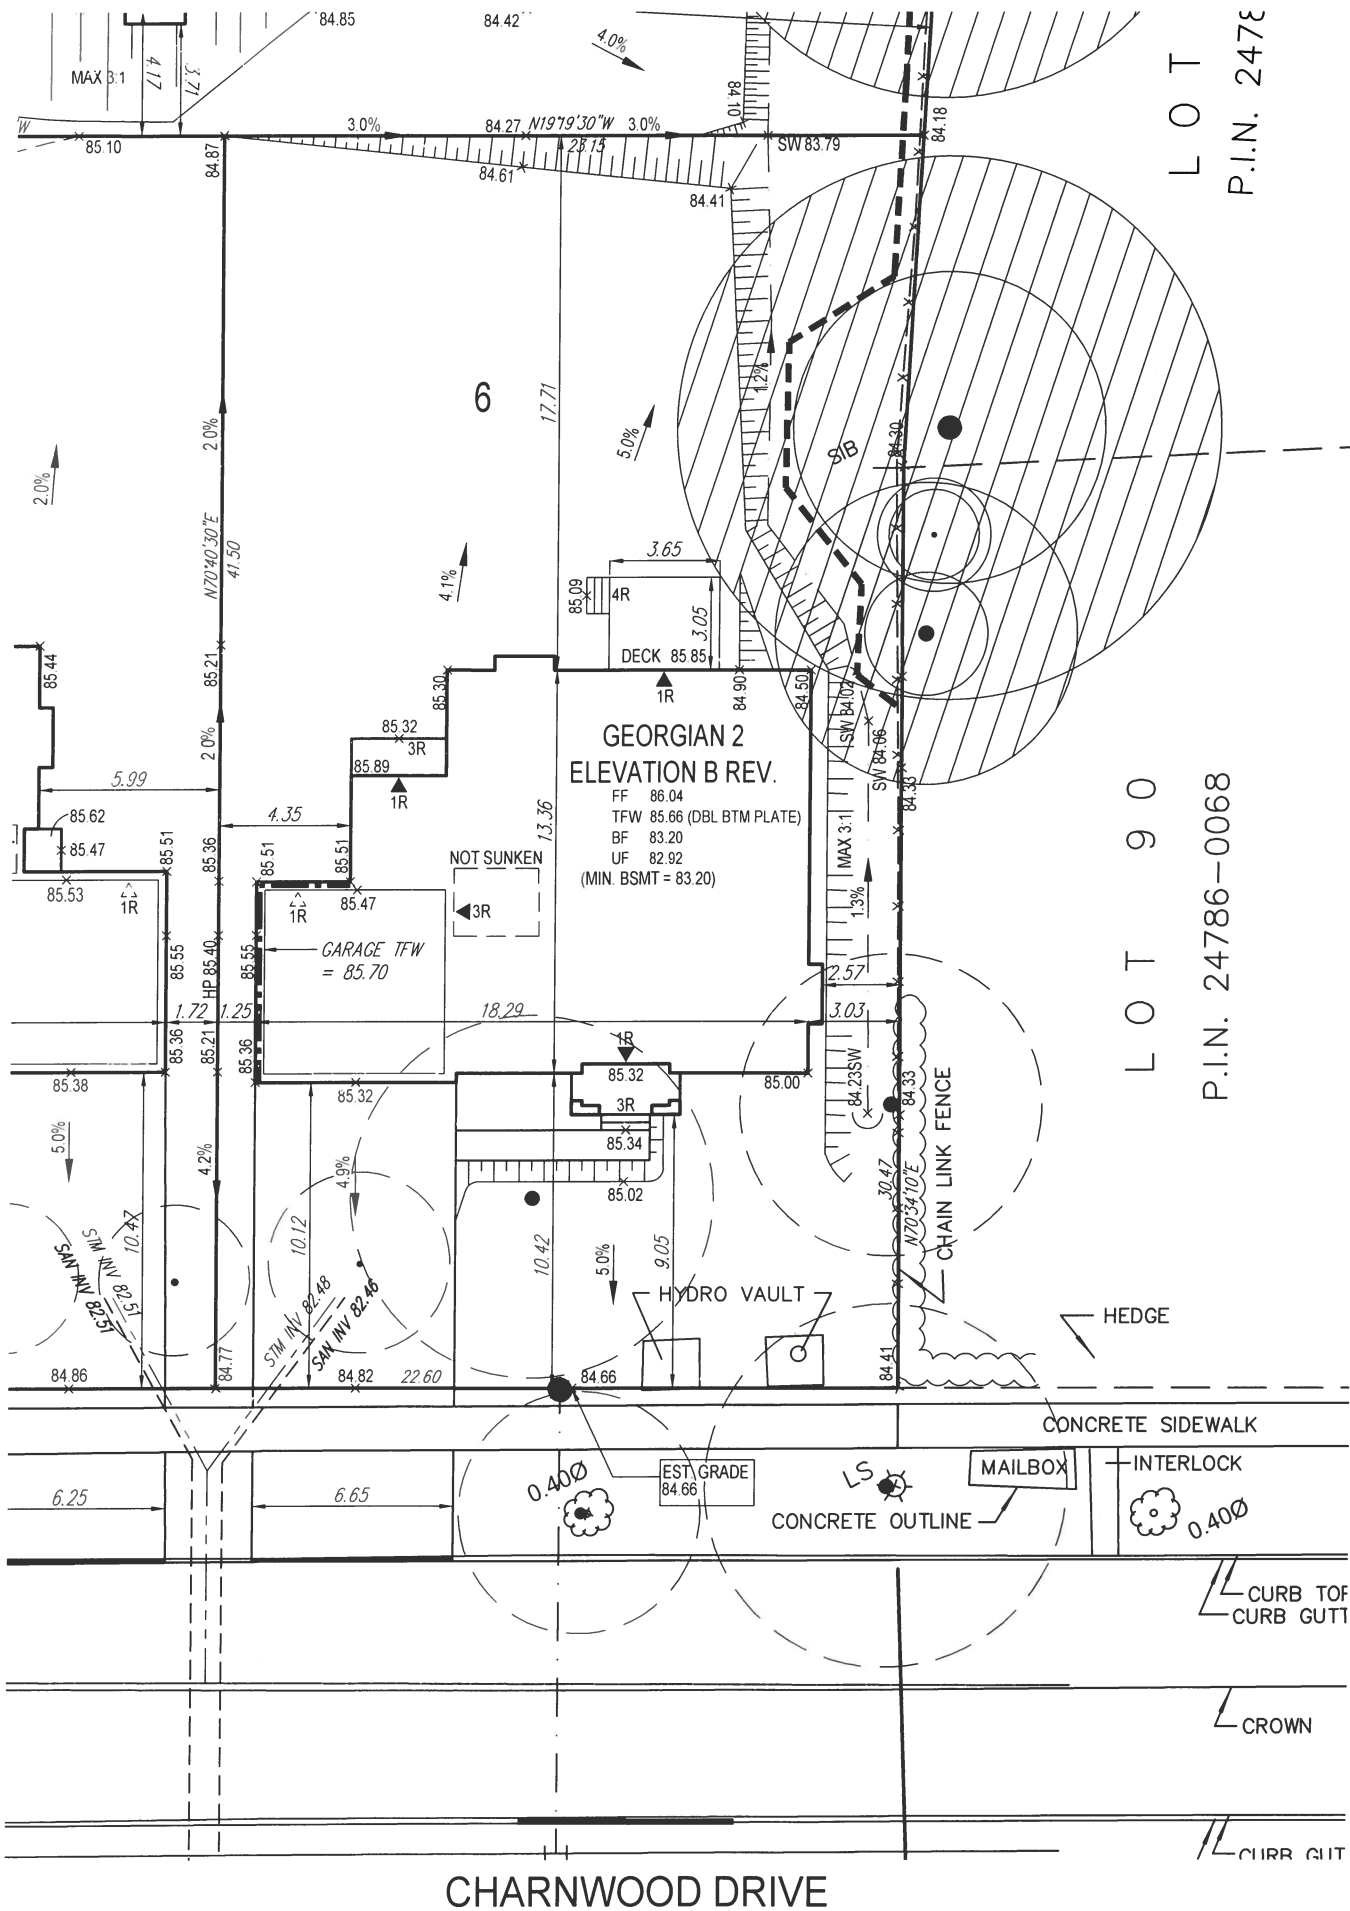 84.85
84.42
4.0%
MAX 3:1
4.17
3.71
84.10
LOT
P.I.N. 2478
W
85.10
84.87
3.0%
84.27
N19°19'30"W
23.15
3.0%
SW 83.79
84.18
84.61
84.41
6
17.71
2.0%
2.0%
5.0%
1.2%
SIB
84.30
N70°40'30"E
41.50
4.1%
3.65
85.09
4R
3.05
DECK 85.85
1R
85.44
85.21
85.30
84.90
84.50
SW 84.02
SW 84.06
84.33
2.0%
85.32
3R
85.89
1R
GEORGIAN 2
ELEVATION B REV.
FF 86.04
TFW 85.66 (DBL BTM PLATE)
BF 83.20
UF 82.92
(MIN. BSMT = 83.20)
5.99
4.35
13.36
85.62
85.47
85.53
1R
85.51
85.36
85.51
85.51
1R
85.47
NOT SUNKEN
3R
MAX 3:1
1.3%
LOT 90
P.I.N. 24786-0068
GARAGE TFW
= 85.70
85.55
HP 85.40
85.55
2.57
1.72
1.25
18.29
3.03
85.36
85.21
85.36
85.38
85.32
1R
85.32
3R
85.34
85.02
85.00
84.23SW
84.33
CHAIN LINK FENCE
5.0%
4.2%
4.9%
10.47
10.12
10.42
5.0%
9.05
30.47
N70°34'10"E
STM INV 82.51
SAN INV 82.51
STM INV 82.48
SAN INV 82.46
HYDRO VAULT
HEDGE
84.86
84.77
84.82
22.60
84.66
84.41
CONCRETE SIDEWALK
6.25
6.65
0.40Ø
EST. GRADE
84.66
LS
MAILBOX
INTERLOCK
CONCRETE OUTLINE
0.40Ø
CURB TOP
CURB GUTT
CROWN
CURB GUT
CHARNWOOD DRIVE